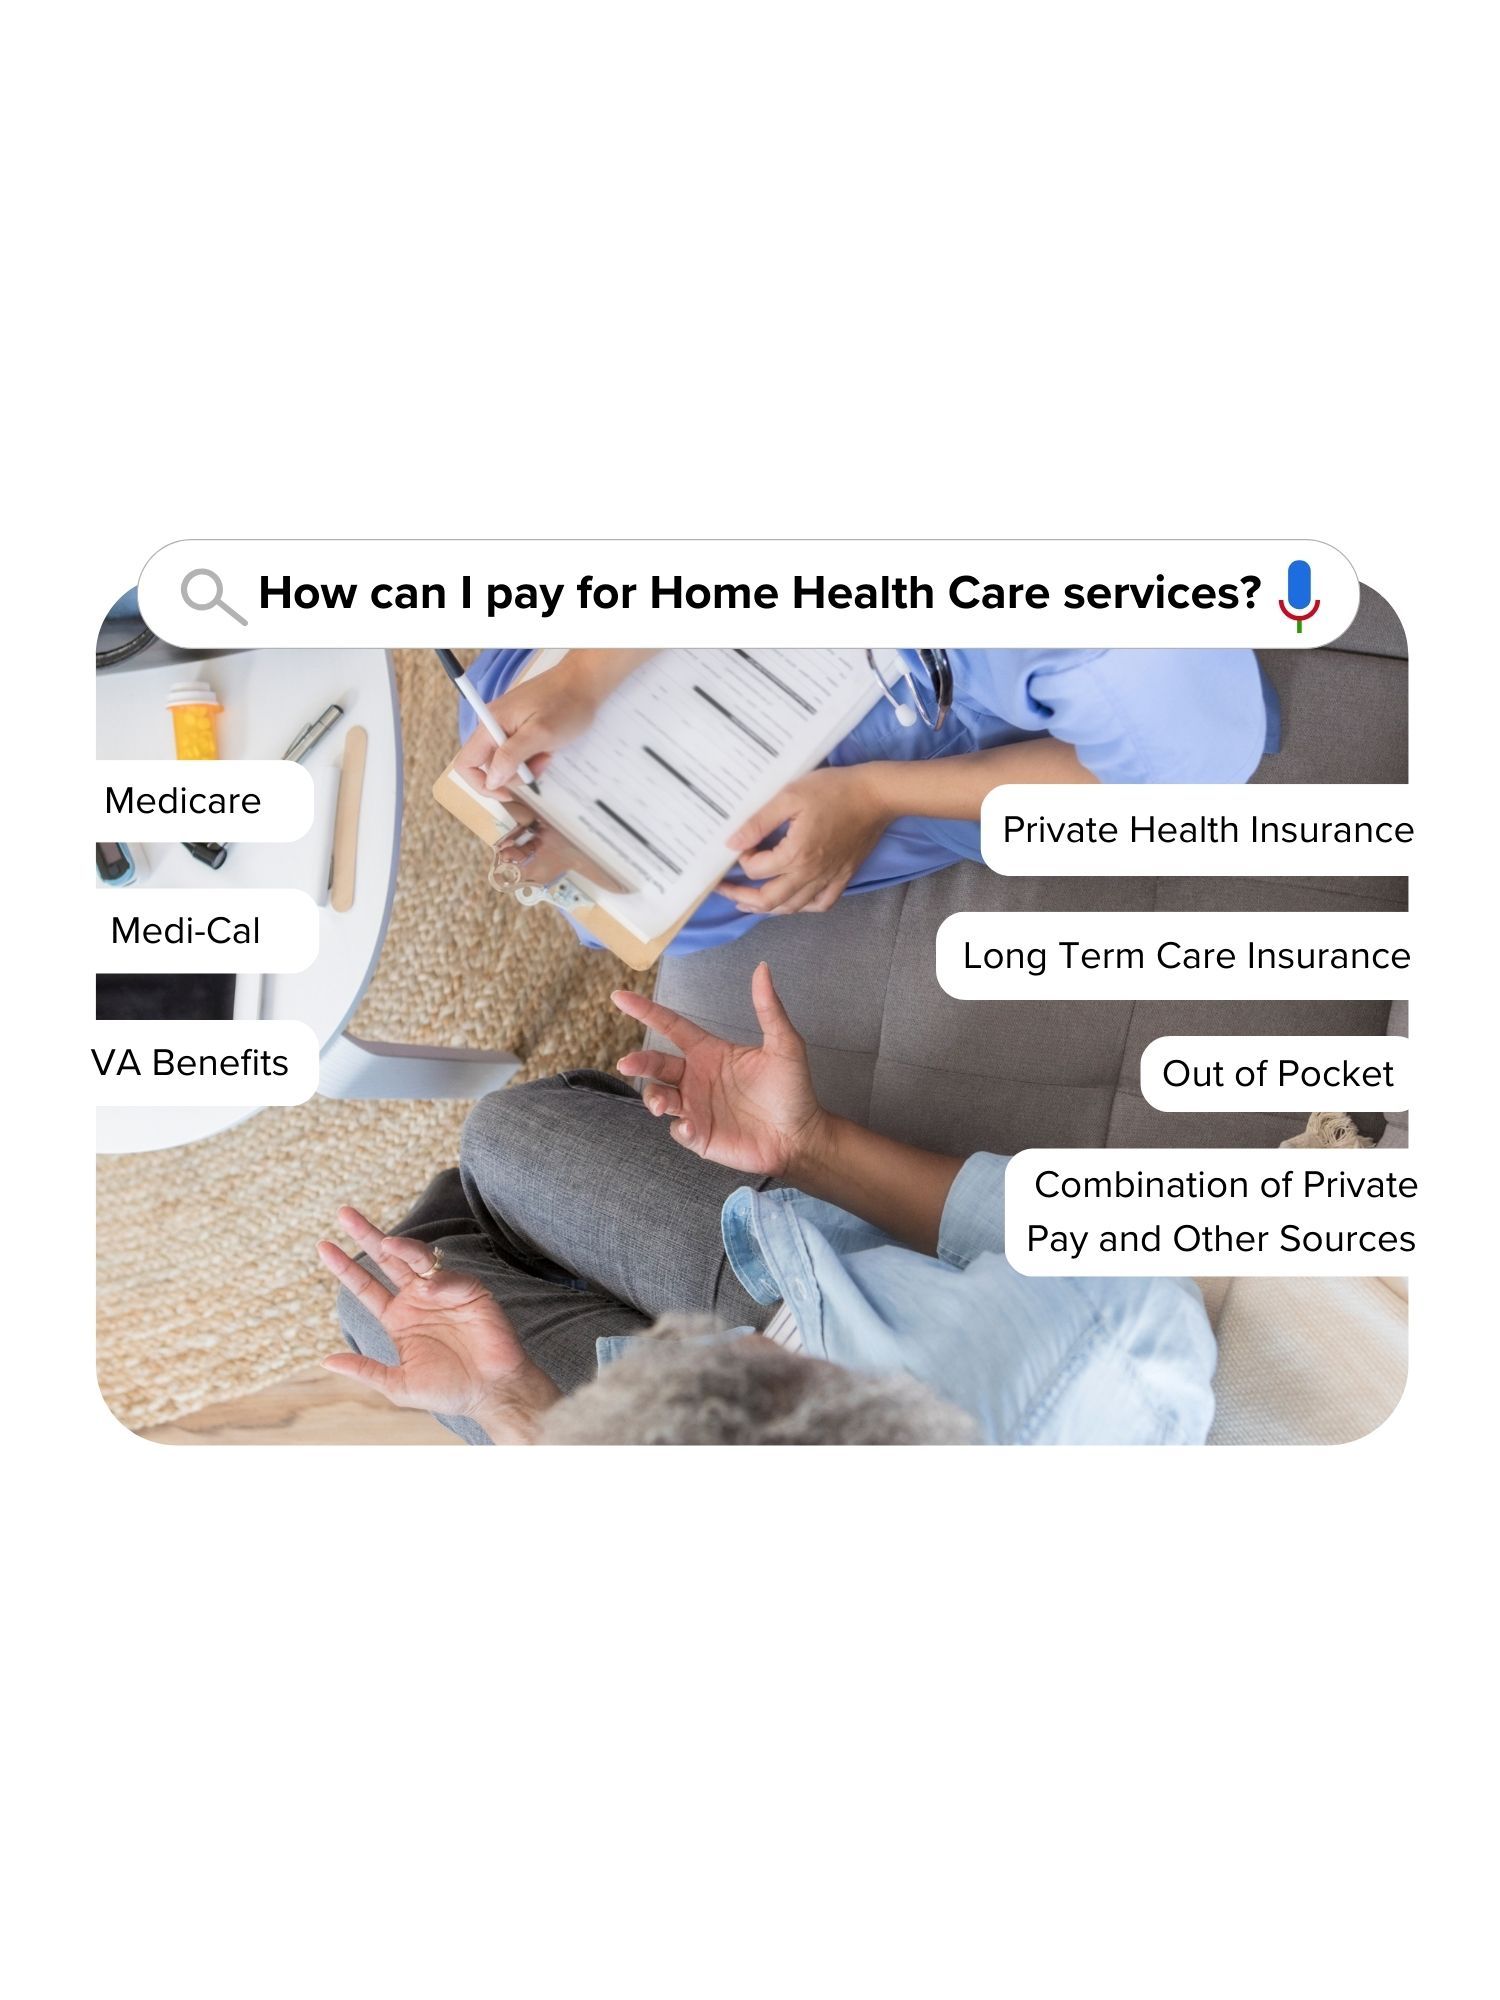 How can I pay for Home Health Care services?
Medicare
Medi-Cal
VA Benefits
Private Health Insurance
Long Term Care Insurance
Out of Pocket
Combination of Private
Pay and Other Sources